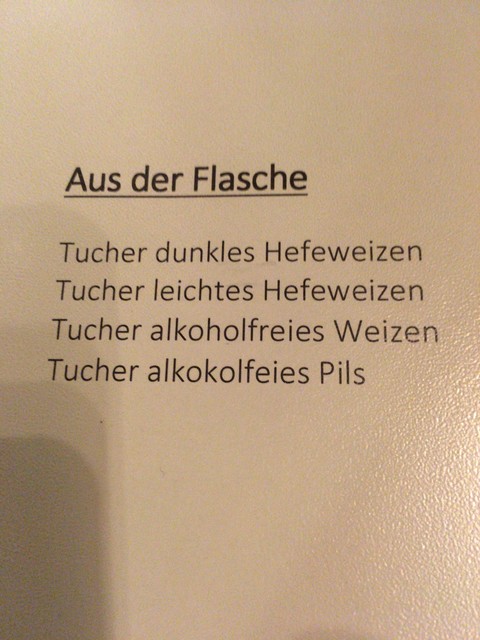 Aus der Flasche
Tucher dunkles Hefeweizen
Tucher leichtes Hefeweizen
Tucher alkoholfreies Weizen
Tucher alkokolfeies Pils